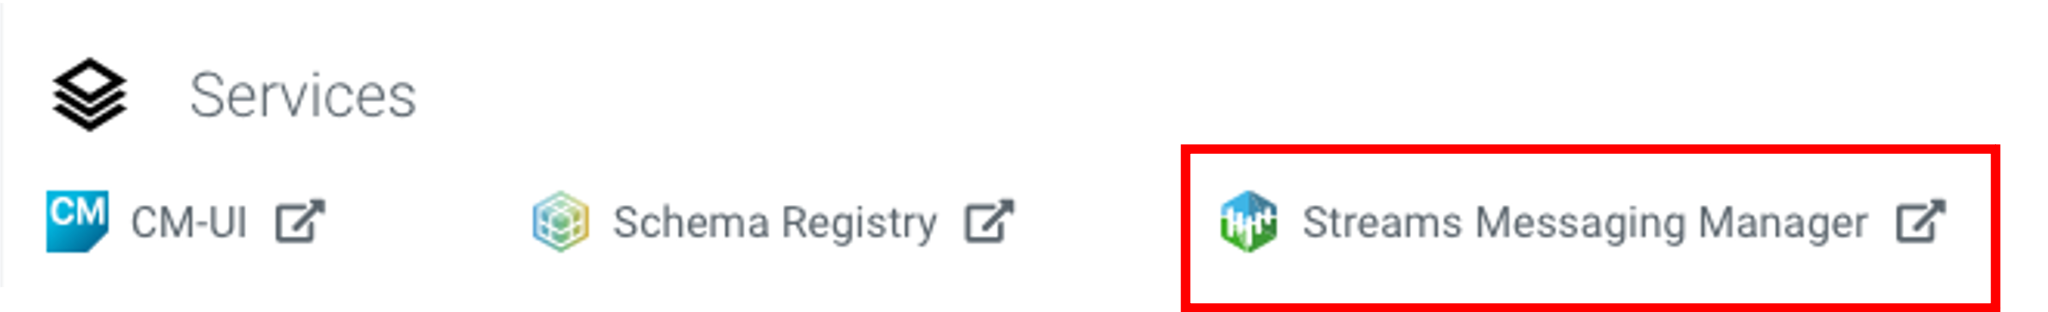 Services
CM CM-UI Schema Registry Streams Messaging Manager